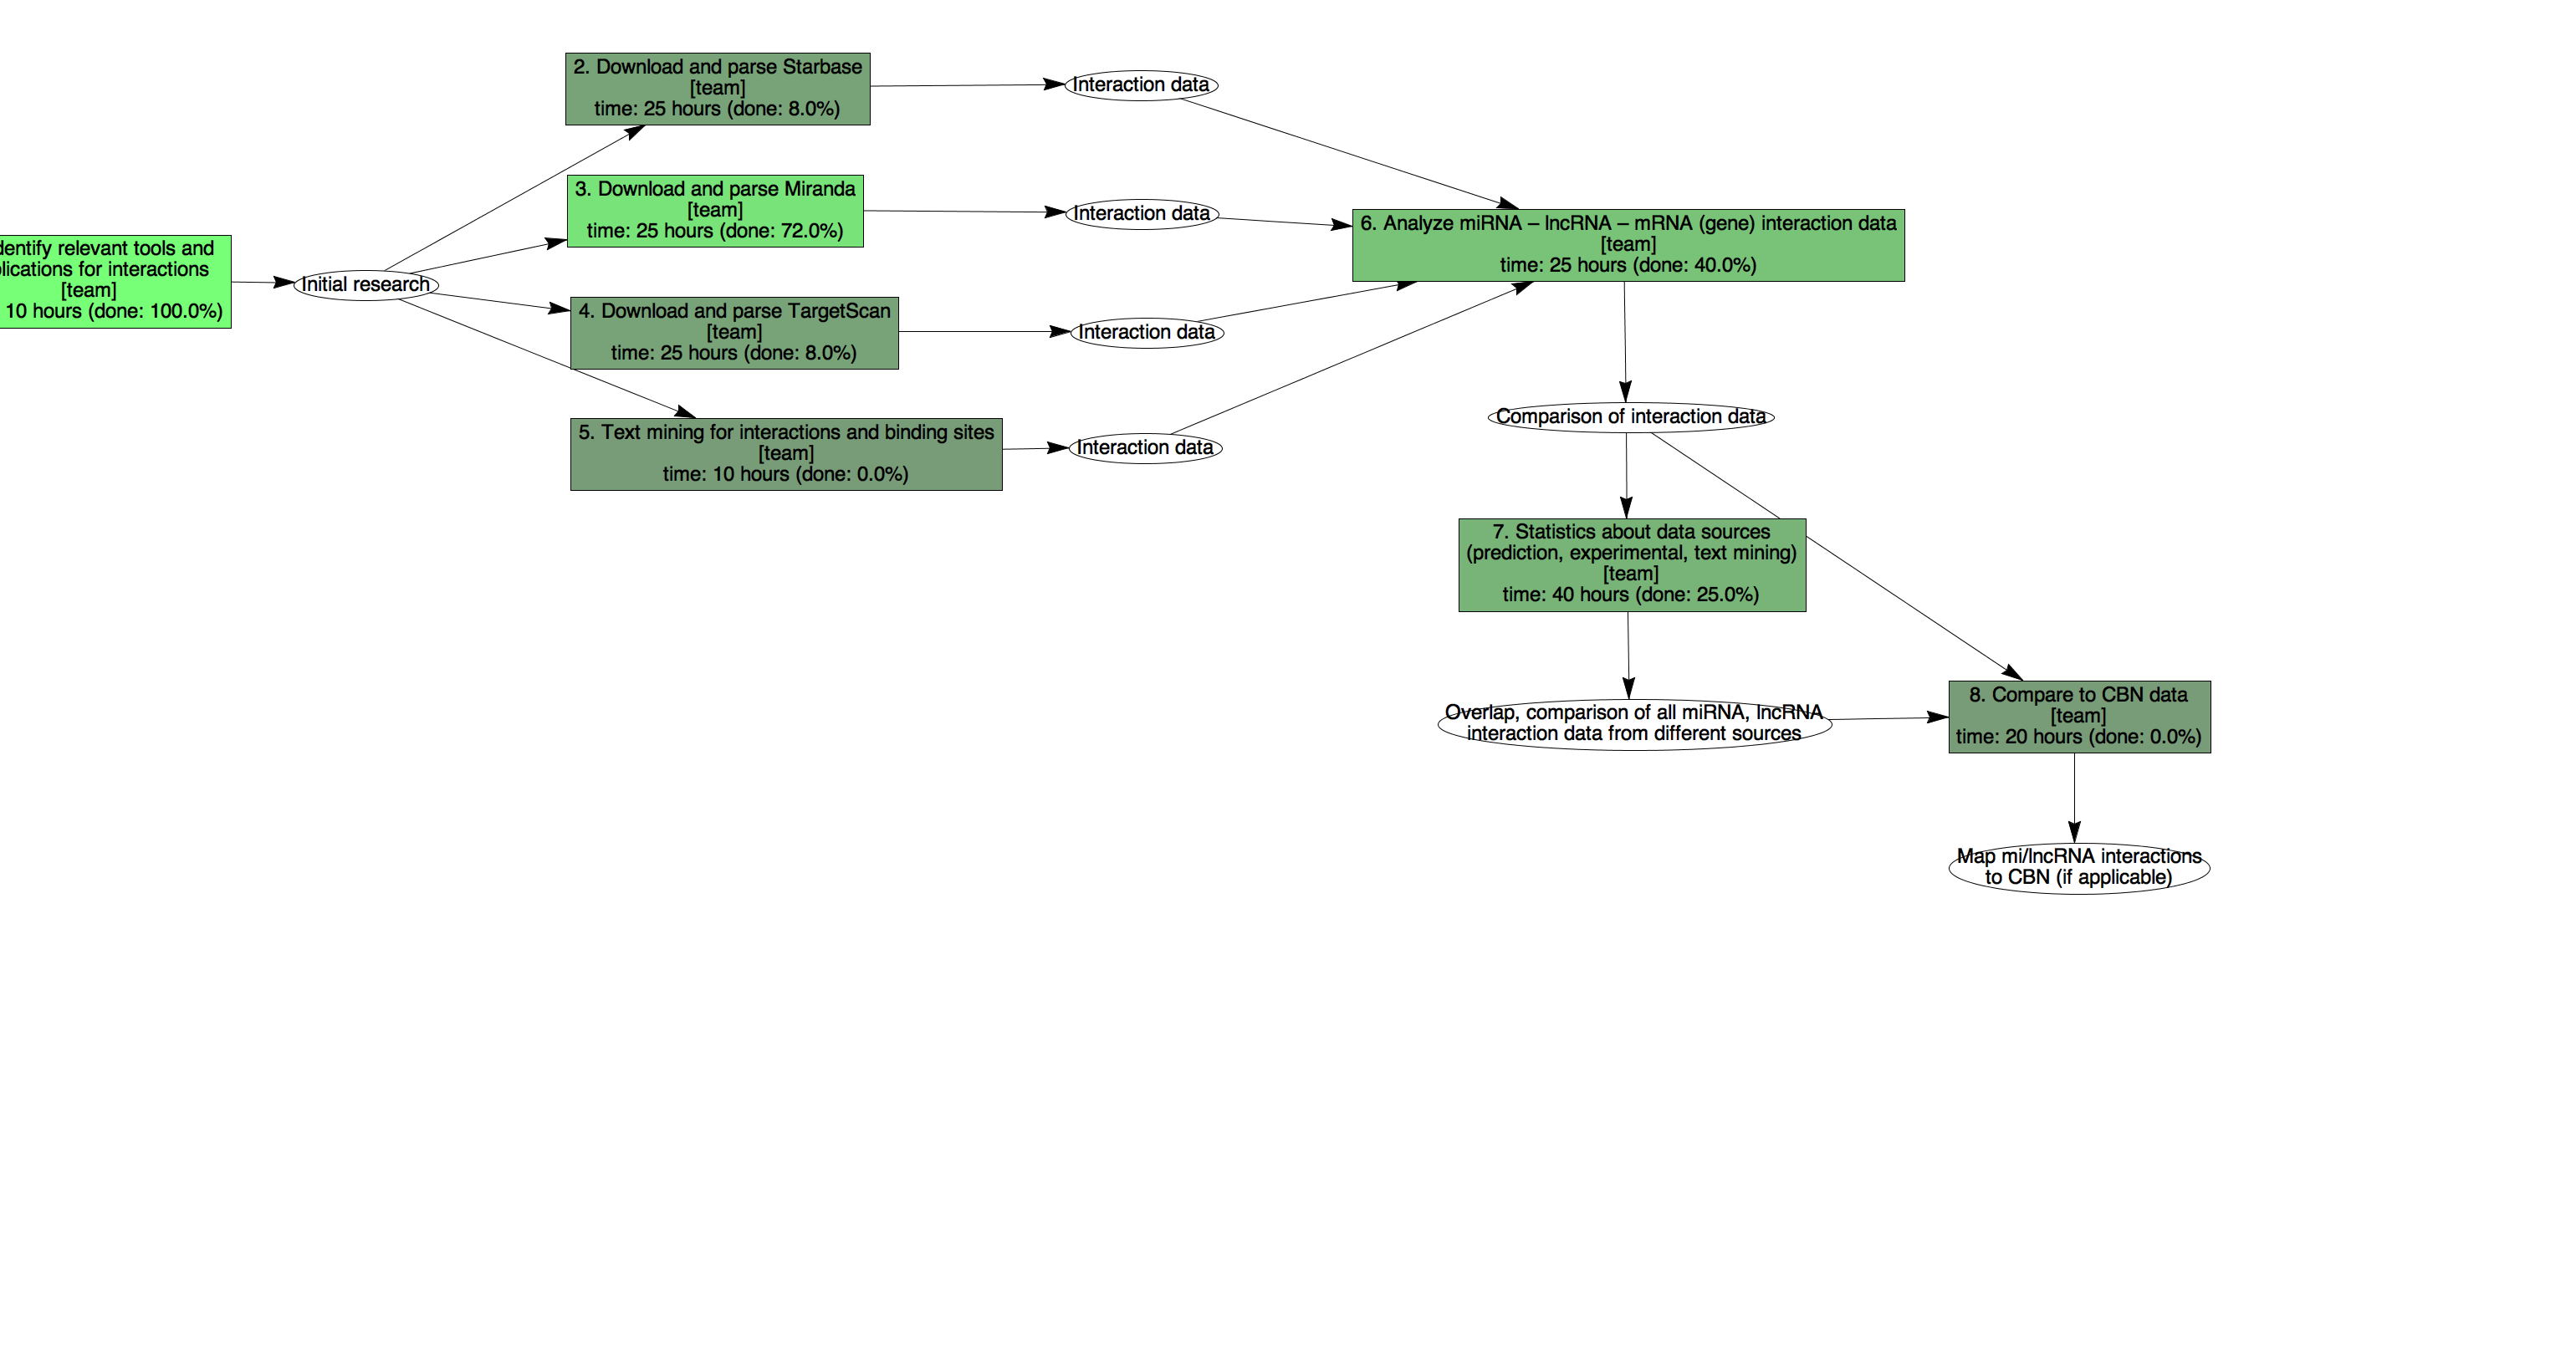 dentify relevant tools and
lications for interactions
[team]
10 hours (done: 100.0%)
Initial research
2. Download and parse Starbase
[team]
time: 25 hours (done: 8.0%)
3. Download and parse Miranda
[team]
time: 25 hours (done: 72.0%)
4. Download and parse TargetScan
[team]
time: 25 hours (done: 8.0%)
5. Text mining for interactions and binding sites
[team]
time: 10 hours (done: 0.0%)
Interaction data
Interaction data
Interaction data
Interaction data
6. Analyze miRNA – lncRNA – mRNA (gene) interaction data
[team]
time: 25 hours (done: 40.0%)
Comparison of interaction data
7. Statistics about data sources
(prediction, experimental, text mining)
[team]
time: 40 hours (done: 25.0%)
Overlap, comparison of all miRNA, lncRNA
interaction data from different sources
8. Compare to CBN data
[team]
time: 20 hours (done: 0.0%)
Map mi/lncRNA interactions
to CBN (if applicable)